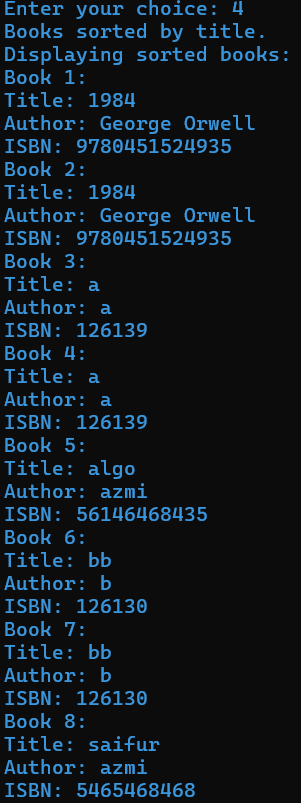 Enter your choice: 4
Books sorted by title.
Displaying sorted books:
Book 1:
Title: 1984
Author: George Orwell
ISBN: 9780451524935
Book 2:
Title: 1984
Author: George Orwell
ISBN: 9780451524935
Book 3:
Title: a
Author: a
ISBN: 126139
Book 4:
Title: a
Author: a
ISBN: 126139
Book 5:
Title: algo
Author: azmi
ISBN: 56146468435
Book 6:
Title: bb
Author: b
ISBN: 126130
Book 7:
Title: bb
Author: b
ISBN: 126130
Book 8:
Title: saifur
Author: azmi
ISBN: 5465468468